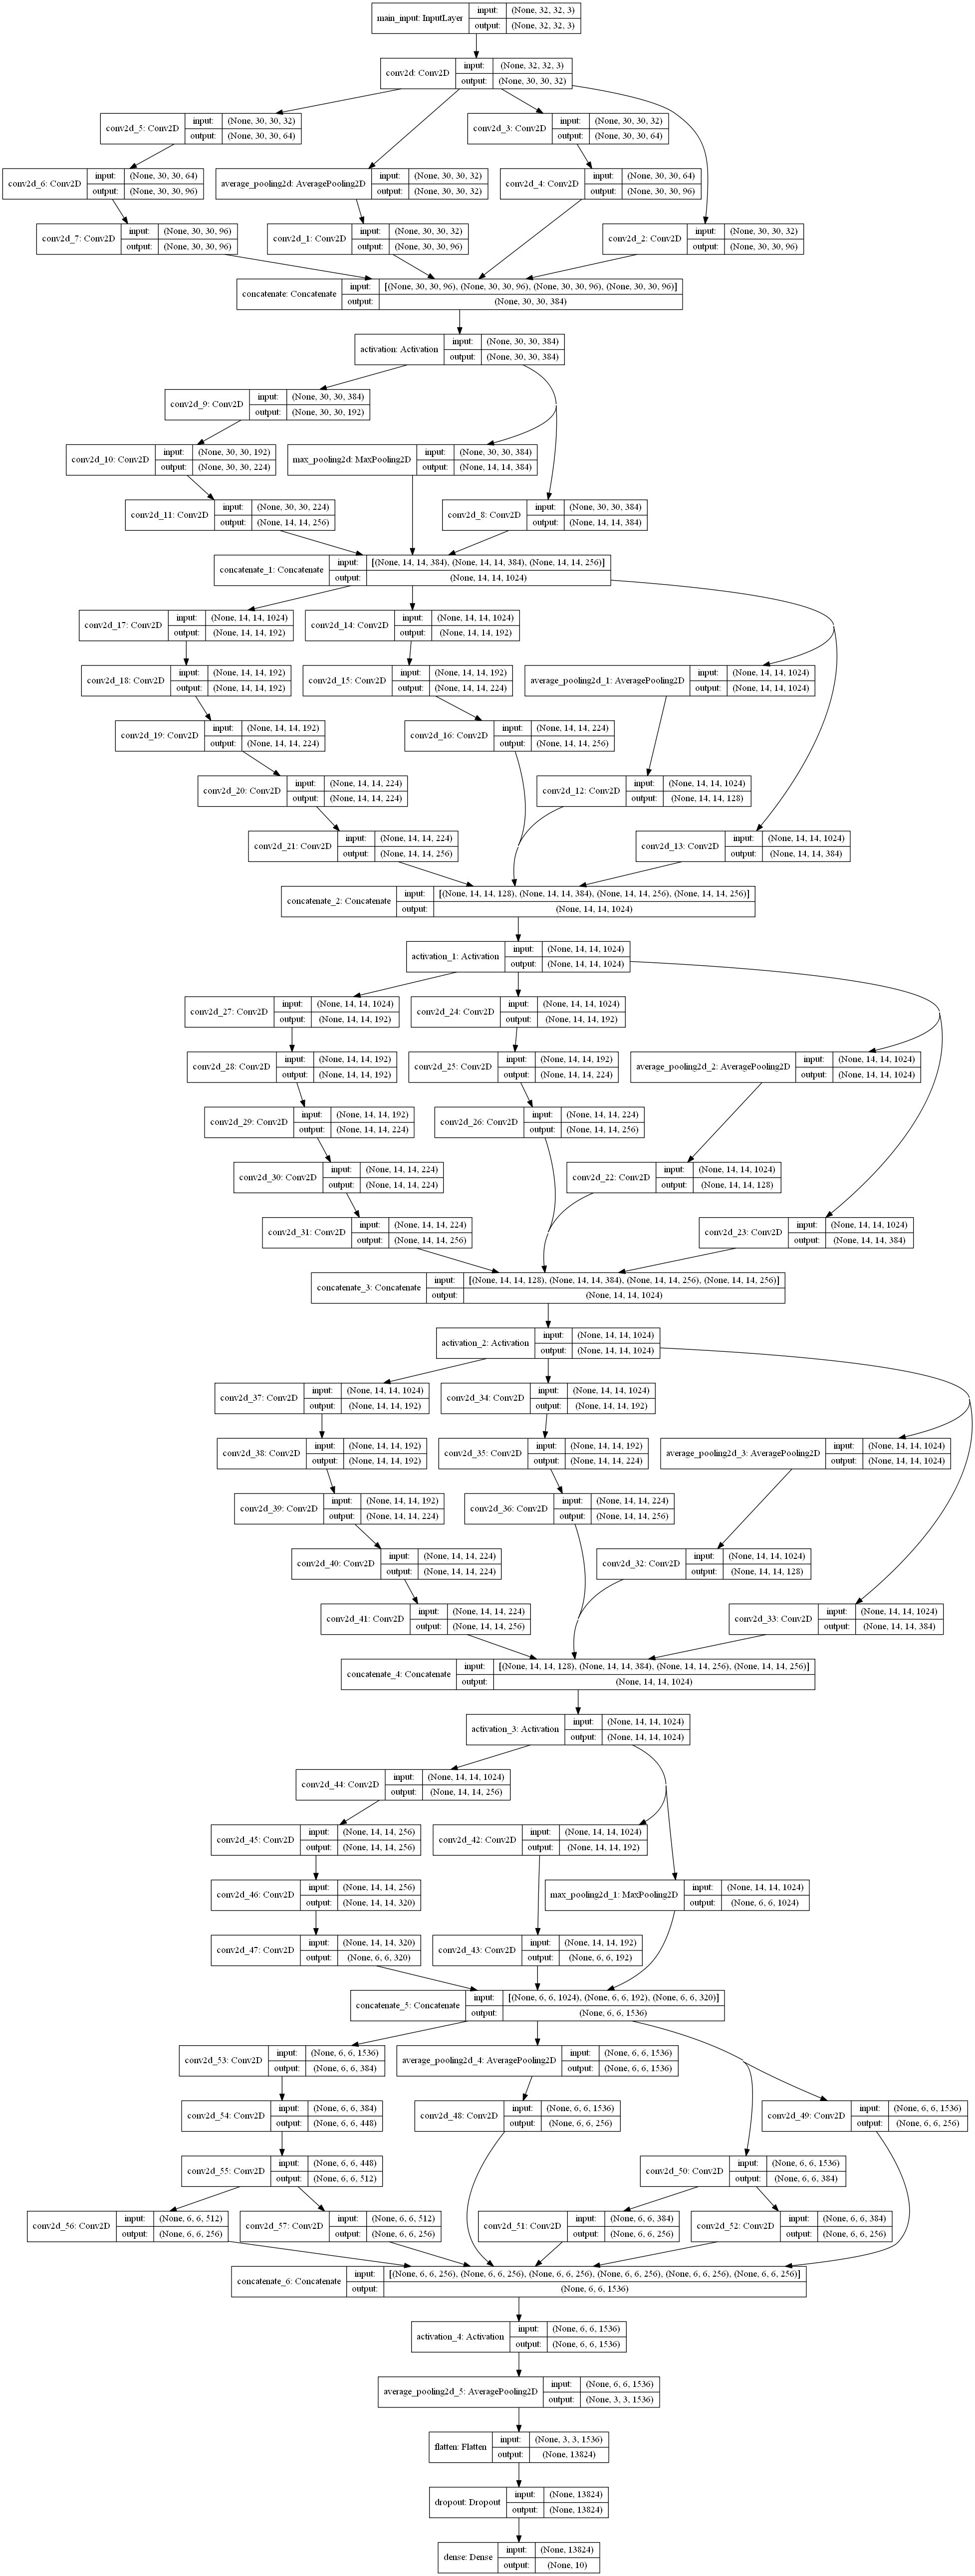 main_input: InputLayer input: (None, 32, 32, 3)
output: (None, 32, 32, 3)
conv2d: Conv2D input: (None, 32, 32, 3)
output: (None, 30, 30, 32)
conv2d_5: Conv2D input: (None, 30, 30, 32)
output: (None, 30, 30, 64)
conv2d_3: Conv2D input: (None, 30, 30, 32)
output: (None, 30, 30, 64)
conv2d_6: Conv2D input: (None, 30, 30, 64)
output: (None, 30, 30, 96)
average_pooling2d: AveragePooling2D input: (None, 30, 30, 32)
output: (None, 30, 30, 32)
conv2d_4: Conv2D input: (None, 30, 30, 64)
output: (None, 30, 30, 96)
conv2d_7: Conv2D input: (None, 30, 30, 96)
output: (None, 30, 30, 96)
conv2d_1: Conv2D input: (None, 30, 30, 32)
output: (None, 30, 30, 96)
conv2d_2: Conv2D input: (None, 30, 30, 32)
output: (None, 30, 30, 96)
concatenate: Concatenate input: [(None, 30, 30, 96), (None, 30, 30, 96), (None, 30, 30, 96), (None, 30, 30, 96)]
output: (None, 30, 30, 384)
activation: Activation input: (None, 30, 30, 384)
output: (None, 30, 30, 384)
conv2d_9: Conv2D input: (None, 30, 30, 384)
output: (None, 30, 30, 192)
conv2d_10: Conv2D input: (None, 30, 30, 192)
output: (None, 30, 30, 224)
max_pooling2d: MaxPooling2D input: (None, 30, 30, 384)
output: (None, 14, 14, 384)
conv2d_11: Conv2D input: (None, 30, 30, 224)
output: (None, 14, 14, 256)
conv2d_8: Conv2D input: (None, 30, 30, 384)
output: (None, 14, 14, 384)
concatenate_1: Concatenate input: [(None, 14, 14, 384), (None, 14, 14, 384), (None, 14, 14, 256)]
output: (None, 14, 14, 1024)
conv2d_17: Conv2D input: (None, 14, 14, 1024)
output: (None, 14, 14, 192)
conv2d_14: Conv2D input: (None, 14, 14, 1024)
output: (None, 14, 14, 192)
conv2d_18: Conv2D input: (None, 14, 14, 192)
output: (None, 14, 14, 192)
conv2d_15: Conv2D input: (None, 14, 14, 192)
output: (None, 14, 14, 224)
average_pooling2d_1: AveragePooling2D input: (None, 14, 14, 1024)
output: (None, 14, 14, 1024)
conv2d_19: Conv2D input: (None, 14, 14, 192)
output: (None, 14, 14, 224)
conv2d_16: Conv2D input: (None, 14, 14, 224)
output: (None, 14, 14, 256)
conv2d_20: Conv2D input: (None, 14, 14, 224)
output: (None, 14, 14, 224)
conv2d_12: Conv2D input: (None, 14, 14, 1024)
output: (None, 14, 14, 128)
conv2d_21: Conv2D input: (None, 14, 14, 224)
output: (None, 14, 14, 256)
conv2d_13: Conv2D input: (None, 14, 14, 1024)
output: (None, 14, 14, 384)
concatenate_2: Concatenate input: [(None, 14, 14, 128), (None, 14, 14, 384), (None, 14, 14, 256), (None, 14, 14, 256)]
output: (None, 14, 14, 1024)
activation_1: Activation input: (None, 14, 14, 1024)
output: (None, 14, 14, 1024)
conv2d_27: Conv2D input: (None, 14, 14, 1024)
output: (None, 14, 14, 192)
conv2d_24: Conv2D input: (None, 14, 14, 1024)
output: (None, 14, 14, 192)
conv2d_28: Conv2D input: (None, 14, 14, 192)
output: (None, 14, 14, 192)
conv2d_25: Conv2D input: (None, 14, 14, 192)
output: (None, 14, 14, 224)
average_pooling2d_2: AveragePooling2D input: (None, 14, 14, 1024)
output: (None, 14, 14, 1024)
conv2d_29: Conv2D input: (None, 14, 14, 192)
output: (None, 14, 14, 224)
conv2d_26: Conv2D input: (None, 14, 14, 224)
output: (None, 14, 14, 256)
conv2d_30: Conv2D input: (None, 14, 14, 224)
output: (None, 14, 14, 224)
conv2d_22: Conv2D input: (None, 14, 14, 1024)
output: (None, 14, 14, 128)
conv2d_31: Conv2D input: (None, 14, 14, 224)
output: (None, 14, 14, 256)
conv2d_23: Conv2D input: (None, 14, 14, 1024)
output: (None, 14, 14, 384)
concatenate_3: Concatenate input: [(None, 14, 14, 128), (None, 14, 14, 384), (None, 14, 14, 256), (None, 14, 14, 256)]
output: (None, 14, 14, 1024)
activation_2: Activation input: (None, 14, 14, 1024)
output: (None, 14, 14, 1024)
conv2d_37: Conv2D input: (None, 14, 14, 1024)
output: (None, 14, 14, 192)
conv2d_34: Conv2D input: (None, 14, 14, 1024)
output: (None, 14, 14, 192)
conv2d_38: Conv2D input: (None, 14, 14, 192)
output: (None, 14, 14, 192)
conv2d_35: Conv2D input: (None, 14, 14, 192)
output: (None, 14, 14, 224)
average_pooling2d_3: AveragePooling2D input: (None, 14, 14, 1024)
output: (None, 14, 14, 1024)
conv2d_39: Conv2D input: (None, 14, 14, 192)
output: (None, 14, 14, 224)
conv2d_36: Conv2D input: (None, 14, 14, 224)
output: (None, 14, 14, 256)
conv2d_40: Conv2D input: (None, 14, 14, 224)
output: (None, 14, 14, 224)
conv2d_32: Conv2D input: (None, 14, 14, 1024)
output: (None, 14, 14, 128)
conv2d_41: Conv2D input: (None, 14, 14, 224)
output: (None, 14, 14, 256)
conv2d_33: Conv2D input: (None, 14, 14, 1024)
output: (None, 14, 14, 384)
concatenate_4: Concatenate input: [(None, 14, 14, 128), (None, 14, 14, 384), (None, 14, 14, 256), (None, 14, 14, 256)]
output: (None, 14, 14, 1024)
activation_3: Activation input: (None, 14, 14, 1024)
output: (None, 14, 14, 1024)
conv2d_44: Conv2D input: (None, 14, 14, 1024)
output: (None, 14, 14, 256)
conv2d_45: Conv2D input: (None, 14, 14, 256)
output: (None, 14, 14, 256)
conv2d_42: Conv2D input: (None, 14, 14, 1024)
output: (None, 14, 14, 192)
conv2d_46: Conv2D input: (None, 14, 14, 256)
output: (None, 14, 14, 320)
max_pooling2d_1: MaxPooling2D input: (None, 14, 14, 1024)
output: (None, 6, 6, 1024)
conv2d_47: Conv2D input: (None, 14, 14, 320)
output: (None, 6, 6, 320)
conv2d_43: Conv2D input: (None, 14, 14, 192)
output: (None, 6, 6, 192)
concatenate_5: Concatenate input: [(None, 6, 6, 1024), (None, 6, 6, 192), (None, 6, 6, 320)]
output: (None, 6, 6, 1536)
conv2d_53: Conv2D input: (None, 6, 6, 1536)
output: (None, 6, 6, 384)
average_pooling2d_4: AveragePooling2D input: (None, 6, 6, 1536)
output: (None, 6, 6, 1536)
conv2d_54: Conv2D input: (None, 6, 6, 384)
output: (None, 6, 6, 448)
conv2d_48: Conv2D input: (None, 6, 6, 1536)
output: (None, 6, 6, 256)
conv2d_49: Conv2D input: (None, 6, 6, 1536)
output: (None, 6, 6, 256)
conv2d_55: Conv2D input: (None, 6, 6, 448)
output: (None, 6, 6, 512)
conv2d_50: Conv2D input: (None, 6, 6, 1536)
output: (None, 6, 6, 384)
conv2d_56: Conv2D input: (None, 6, 6, 512)
output: (None, 6, 6, 256)
conv2d_57: Conv2D input: (None, 6, 6, 512)
output: (None, 6, 6, 256)
conv2d_51: Conv2D input: (None, 6, 6, 384)
output: (None, 6, 6, 256)
conv2d_52: Conv2D input: (None, 6, 6, 384)
output: (None, 6, 6, 256)
concatenate_6: Concatenate input: [(None, 6, 6, 256), (None, 6, 6, 256), (None, 6, 6, 256), (None, 6, 6, 256), (None, 6, 6, 256), (None, 6, 6, 256)]
output: (None, 6, 6, 1536)
activation_4: Activation input: (None, 6, 6, 1536)
output: (None, 6, 6, 1536)
average_pooling2d_5: AveragePooling2D input: (None, 6, 6, 1536)
output: (None, 3, 3, 1536)
flatten: Flatten input: (None, 3, 3, 1536)
output: (None, 13824)
dropout: Dropout input: (None, 13824)
output: (None, 13824)
dense: Dense input: (None, 13824)
output: (None, 10)